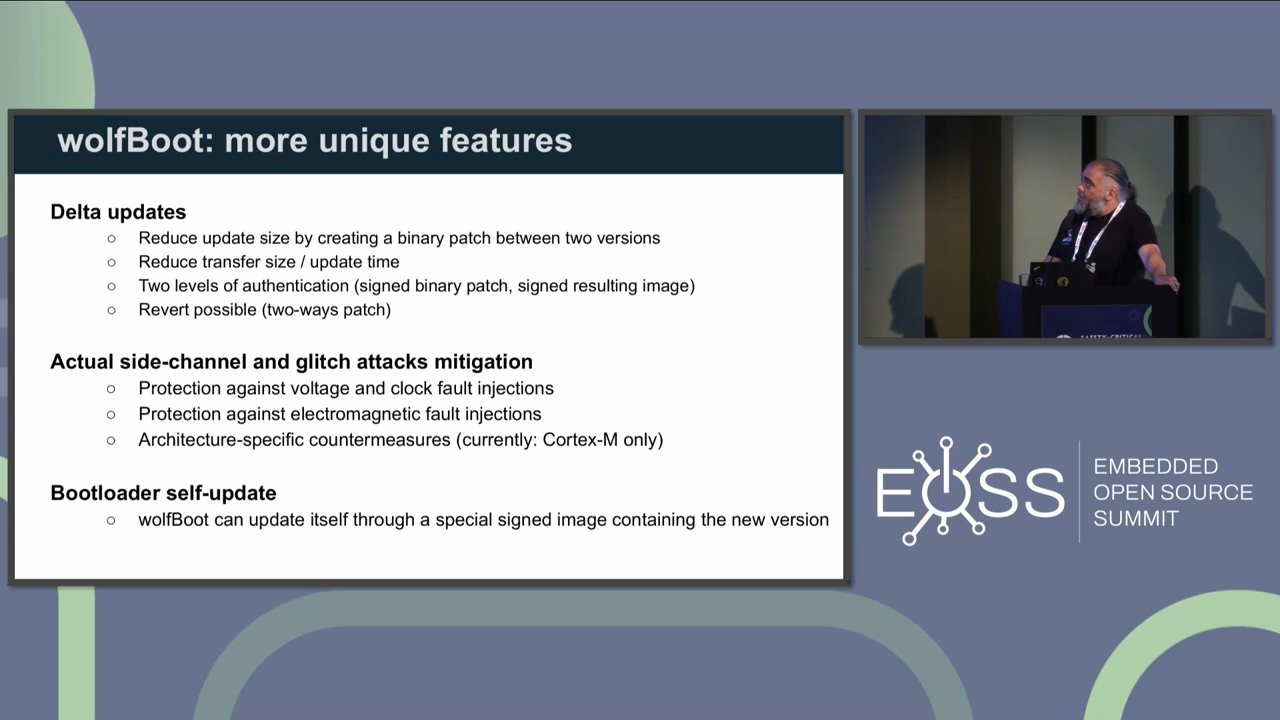 wolfBoot: more unique features
Delta updates
○ Reduce update size by creating a binary patch between two versions
○ Reduce transfer size / update time
○ Two levels of authentication (signed binary patch, signed resulting image)
○ Revert possible (two-ways patch)
Actual side-channel and glitch attacks mitigation
○ Protection against voltage and clock fault injections
○ Protection against electromagnetic fault injections
○ Architecture-specific countermeasures (currently: Cortex-M only)
Bootloader self-update
○ wolfBoot can update itself through a special signed image containing the new version
SAFETY-CRITICAL
EOSS
EMBEDDED
OPEN SOURCE
SUMMIT